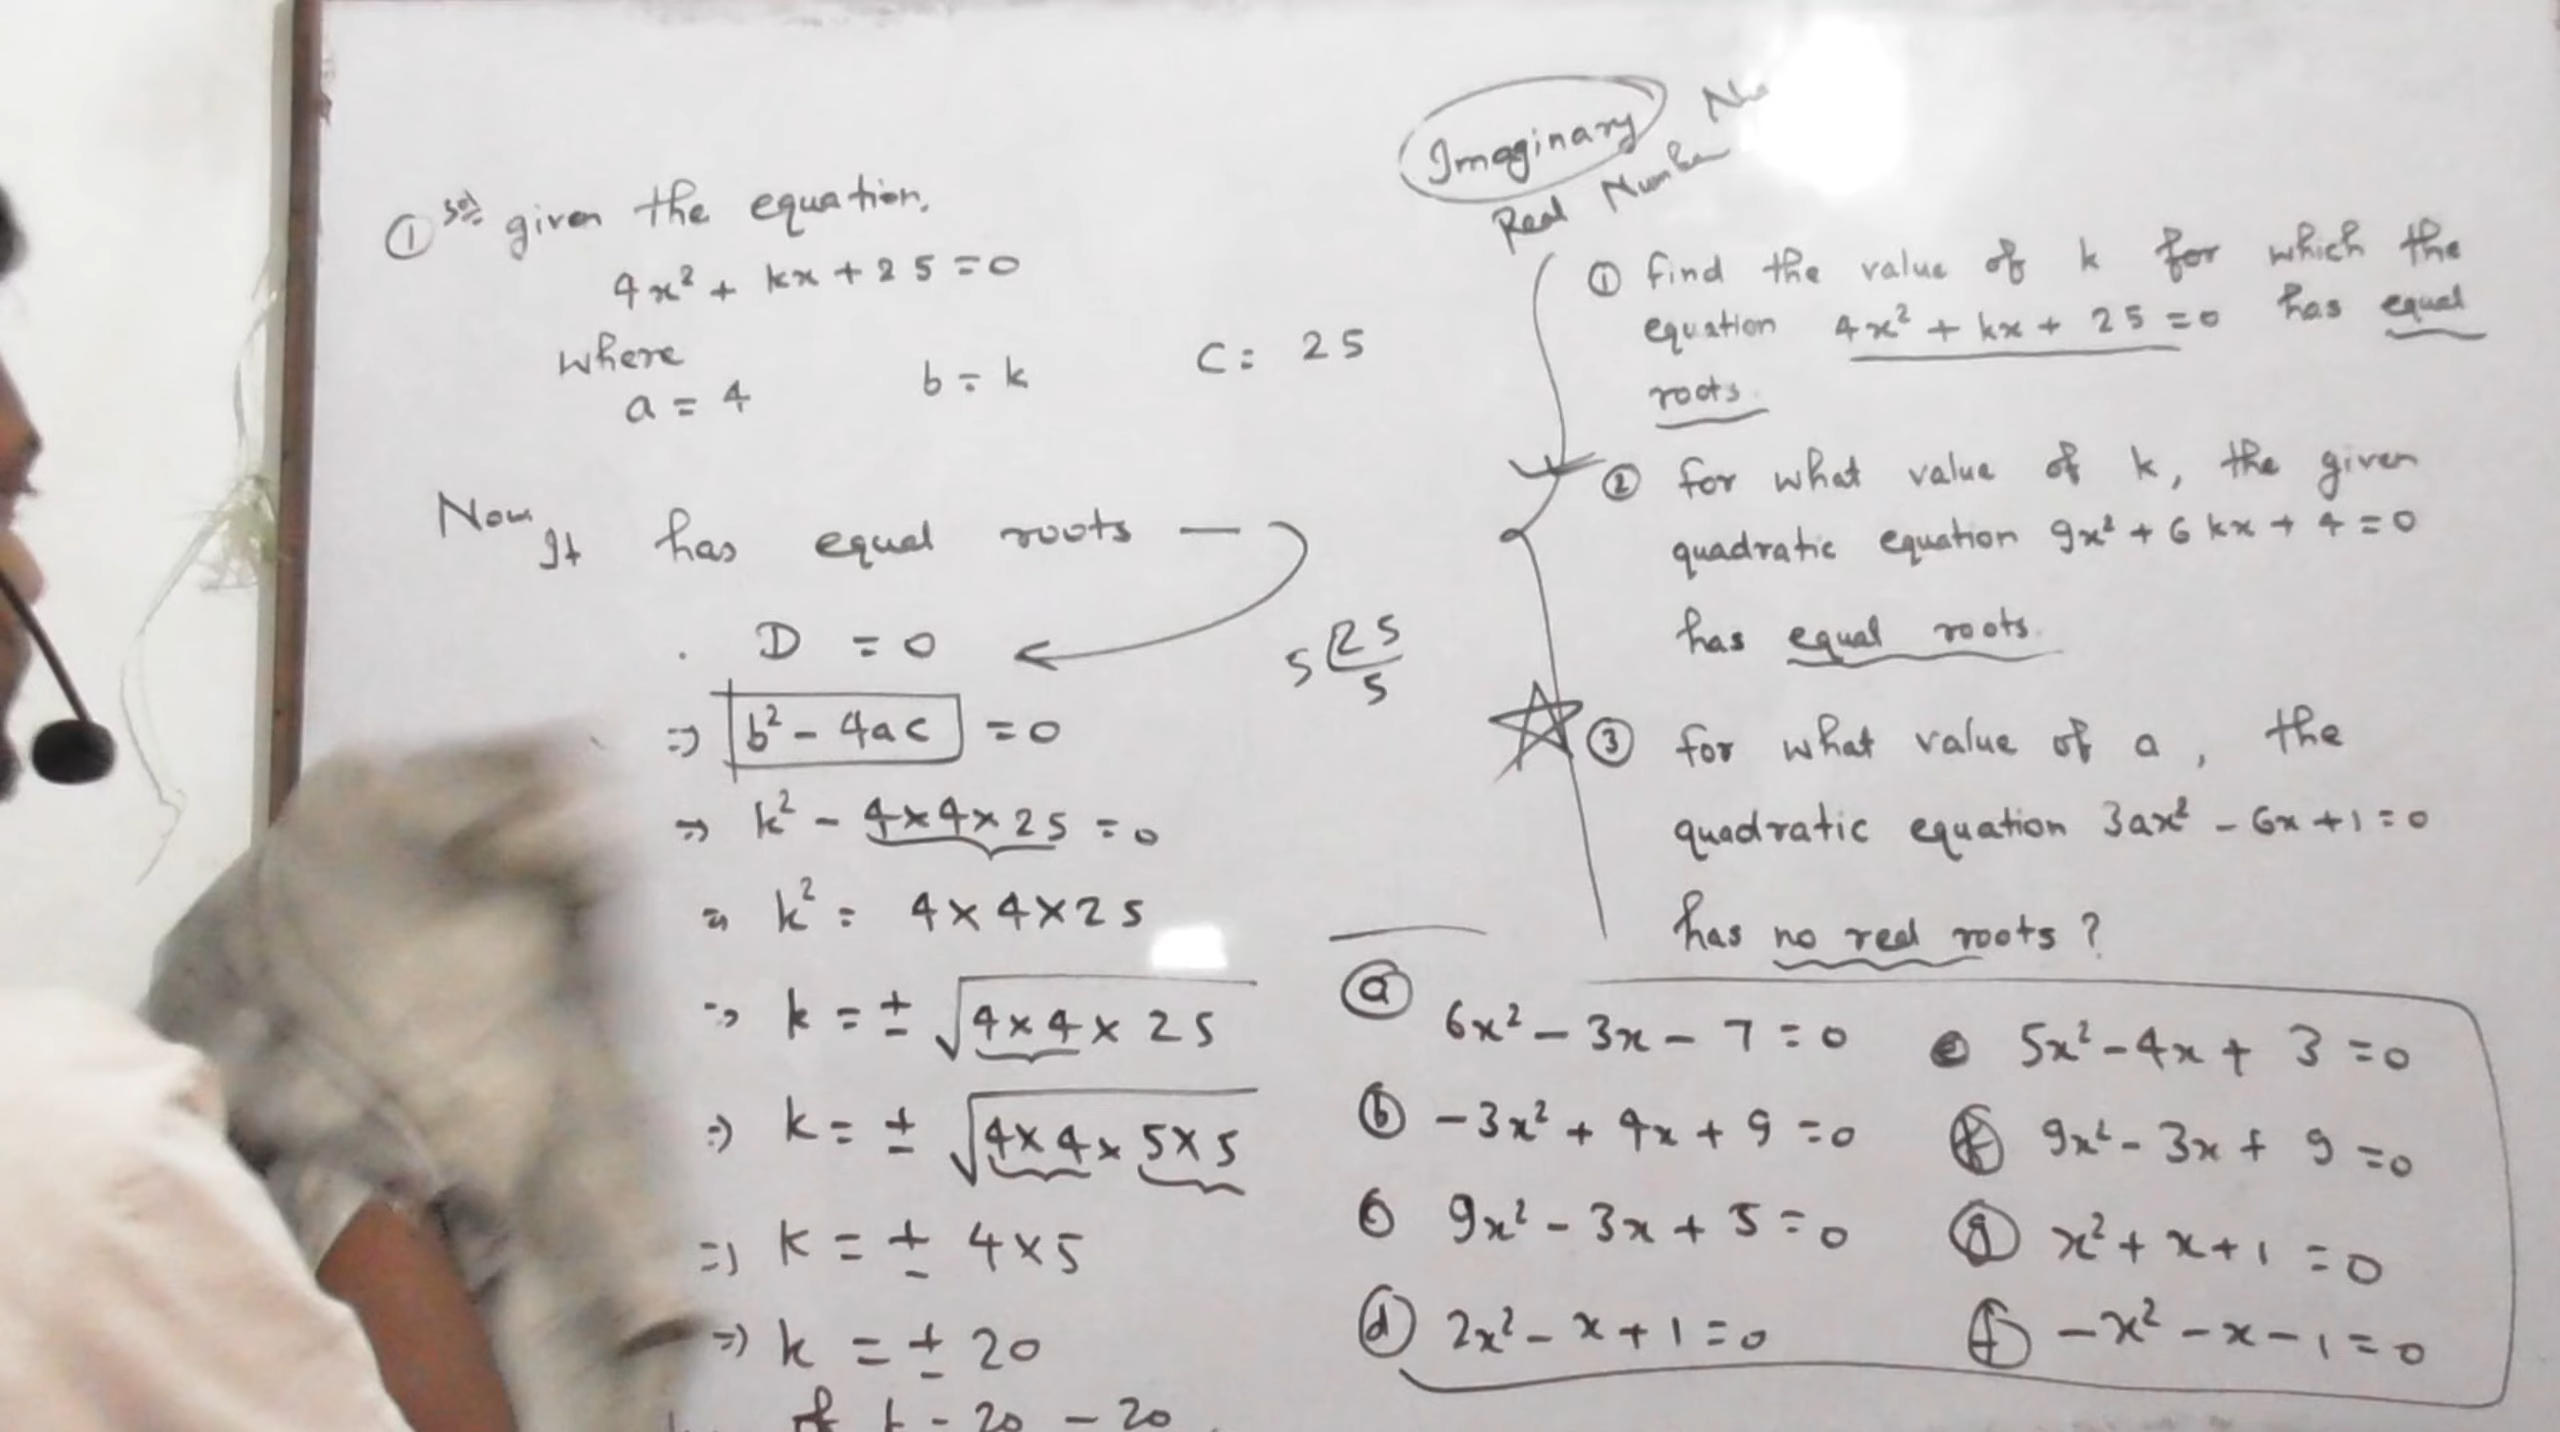 ① Sol given the equation.
4x² + kx + 25 = 0
where
a = 4 b = k C = 25
Now It has equal roots —
D = 0
⇒ b² - 4ac = 0
⇒ k² - 4×4×25 = 0
⇒ k² = 4×4×25
⇒ k = ± √4×4×25
⇒ k = ± √4×4×5×5
⇒ k = ± 4×5
⇒ k = ± 20
of k = 20 - 20
5 25
5
Imaginary
Real Number
① find the value of k for which the
equation 4x² + kx + 25 = 0 has equal
roots.
② for what value of k, the given
quadratic equation 9x² + 6kx + 4 = 0
has equal roots.
③ for what value of a, the
quadratic equation 3ax² - 6x + 1 = 0
has no real roots?
ⓐ 6x² - 3x - 7 = 0
ⓑ -3x² + 4x + 9 = 0
ⓒ 9x² - 3x + 5 = 0
ⓓ 2x² - x + 1 = 0
ⓔ 5x² - 4x + 3 = 0
9x² - 3x + 9 = 0
ⓖ x² + x + 1 = 0
ⓕ -x² - x - 1 = 0